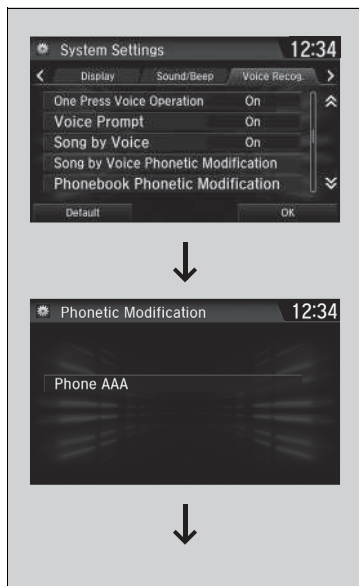 System Settings 12:34
Display Sound/Beep Voice Recog.
One Press Voice Operation On
Voice Prompt On
Song by Voice On
Song by Voice Phonetic Modification
Phonebook Phonetic Modification
Default OK
Phonetic Modification 12:34
Phone AAA